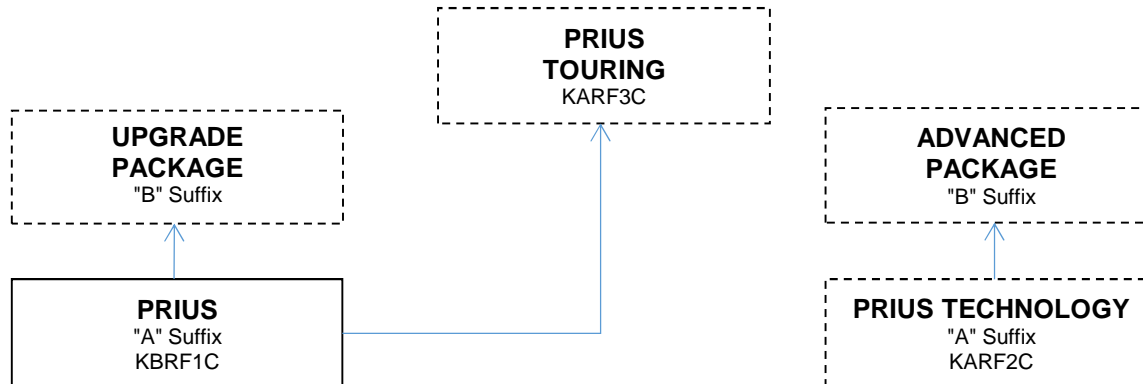 PRIUS
TOURING
KARF3C
UPGRADE
PACKAGE
"B" Suffix
ADVANCED
PACKAGE
"B" Suffix
PRIUS
"A" Suffix
KBRF1C
PRIUS TECHNOLOGY
"A" Suffix
KARF2C